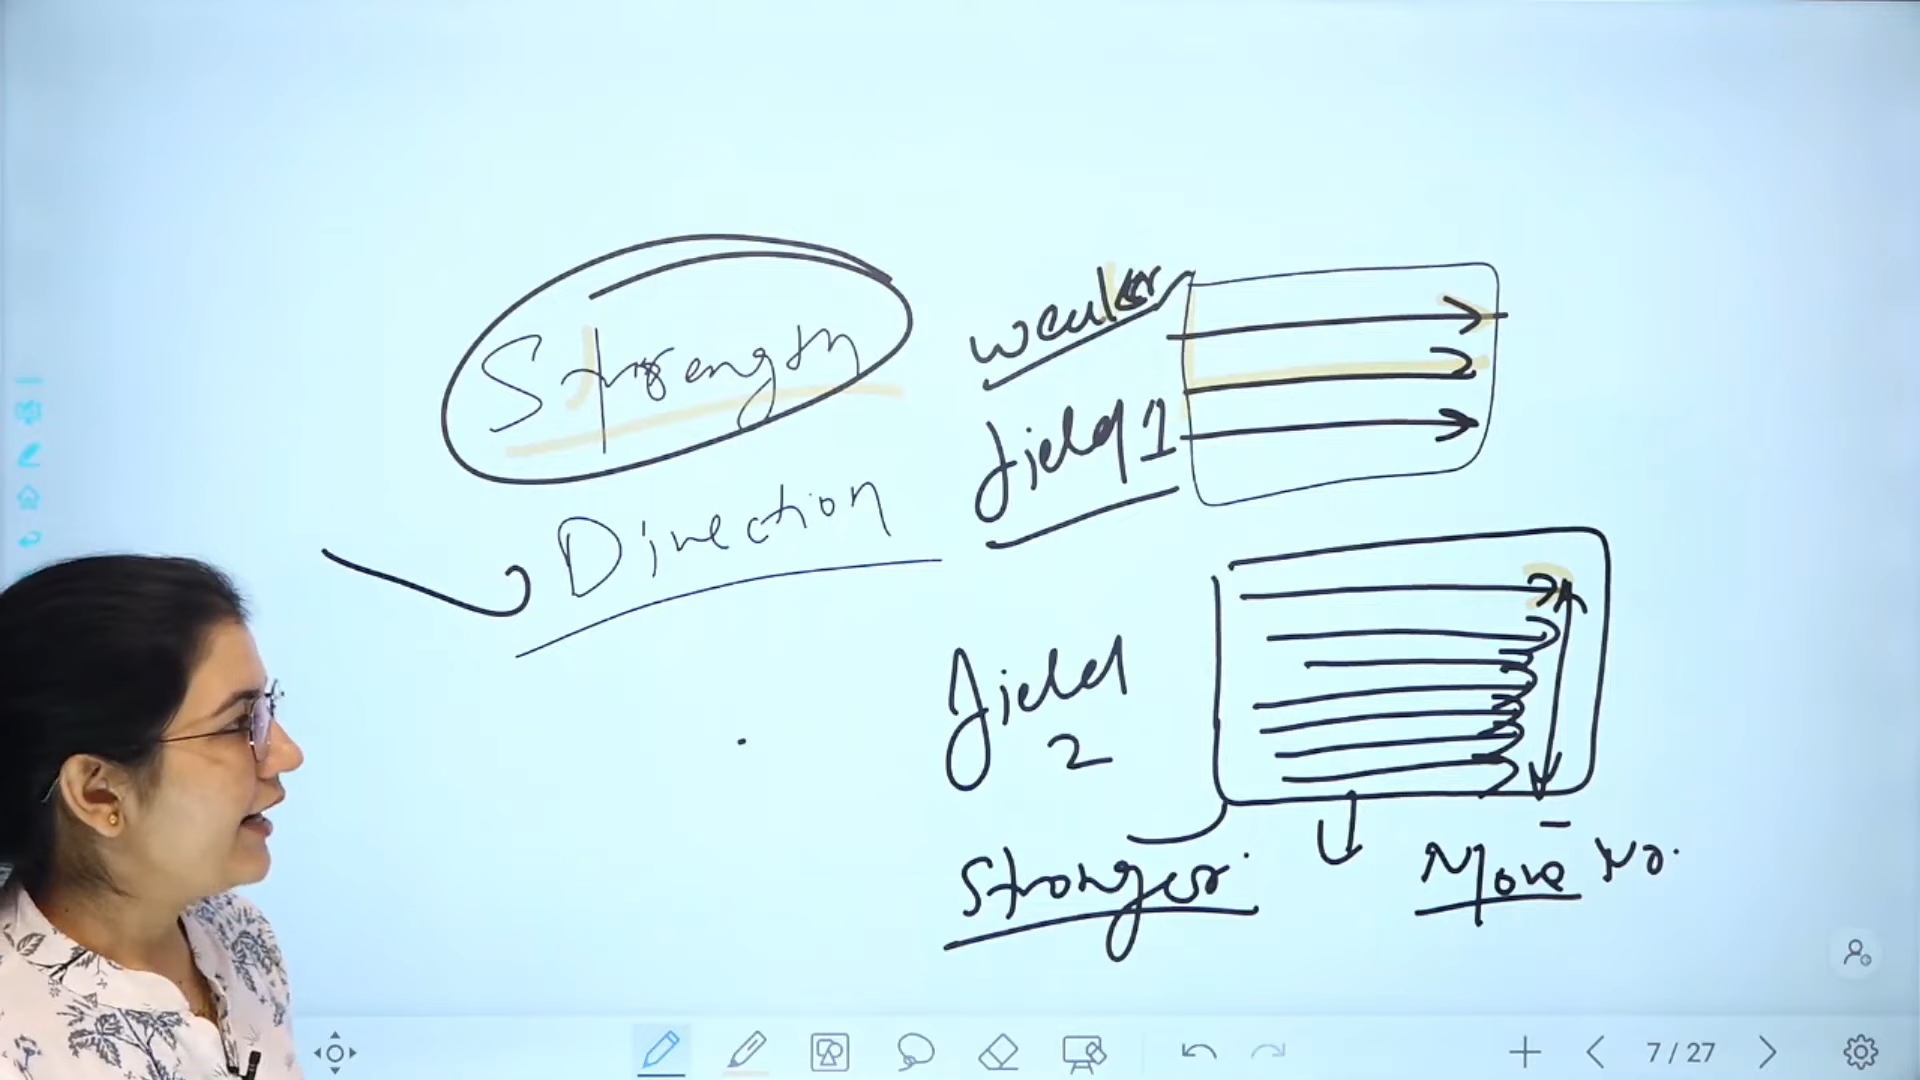 Strength
Direction
weaker
field 1
field
2
Stronger
More No.
7 / 27